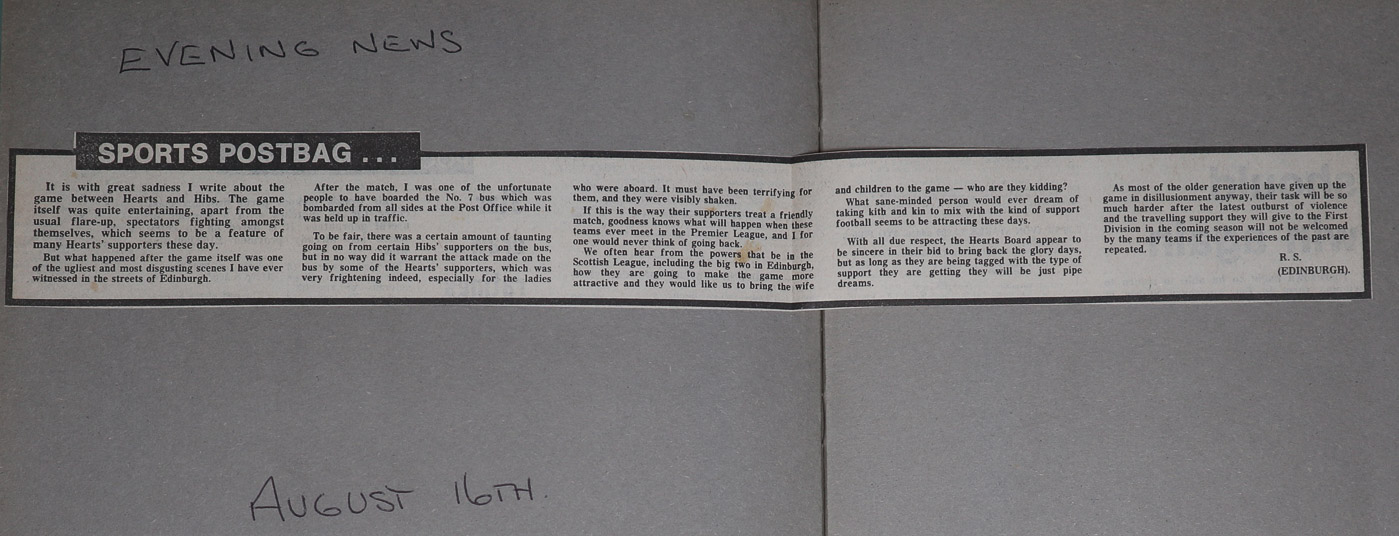 EVENING NEWS
SPORTS POSTBAG . . .
It is with great sadness I write about the
game between Hearts and Hibs. The game
itself was quite entertaining, apart from the
usual flare-up, spectators fighting amongst
themselves, which seems to be a feature of
many Hearts' supporters these day.
But what happened after the game itself was one
of the ugliest and most disgusting scenes I have ever
witnessed in the streets of Edinburgh.
After the match, I was one of the unfortunate
people to have boarded the No. 7 bus which was
bombarded from all sides at the Post Office while it
was held up in traffic.
To be fair, there was a certain amount of taunting
going on from certain Hibs' supporters on the bus,
but in no way did it warrant the attack made on the
bus by some of the Hearts' supporters, which was
very frightening indeed, especially for the ladies
who were aboard. It must have been terrifying for
them, and they were visibly shaken.
If this is the way their supporters treat a friendly
match, goodness knows what will happen when these
teams ever meet in the Premier League, and I for
one would never think of going back.
We often hear from the powers that be in the
Scottish League, including the big two in Edinburgh,
how they are going to make the game more
attractive and they would like us to bring the wife
and children to the game — who are they kidding?
What sane-minded person would ever dream of
taking kith and kin to mix with the kind of support
football seems to be attracting these days.
With all due respect, the Hearts Board appear to
be sincere in their bid to bring back the glory days,
but as long as they are being tagged with the type of
support they are getting they will be just pipe
dreams.
As most of the older generation have given up the
game in disillusionment anyway, their task will be so
much harder after the latest outburst of violence
and the travelling support they will give to the First
Division in the coming season will not be welcomed
by the many teams if the experiences of the past are
repeated.
R. S.
(EDINBURGH).
AUGUST 16TH.